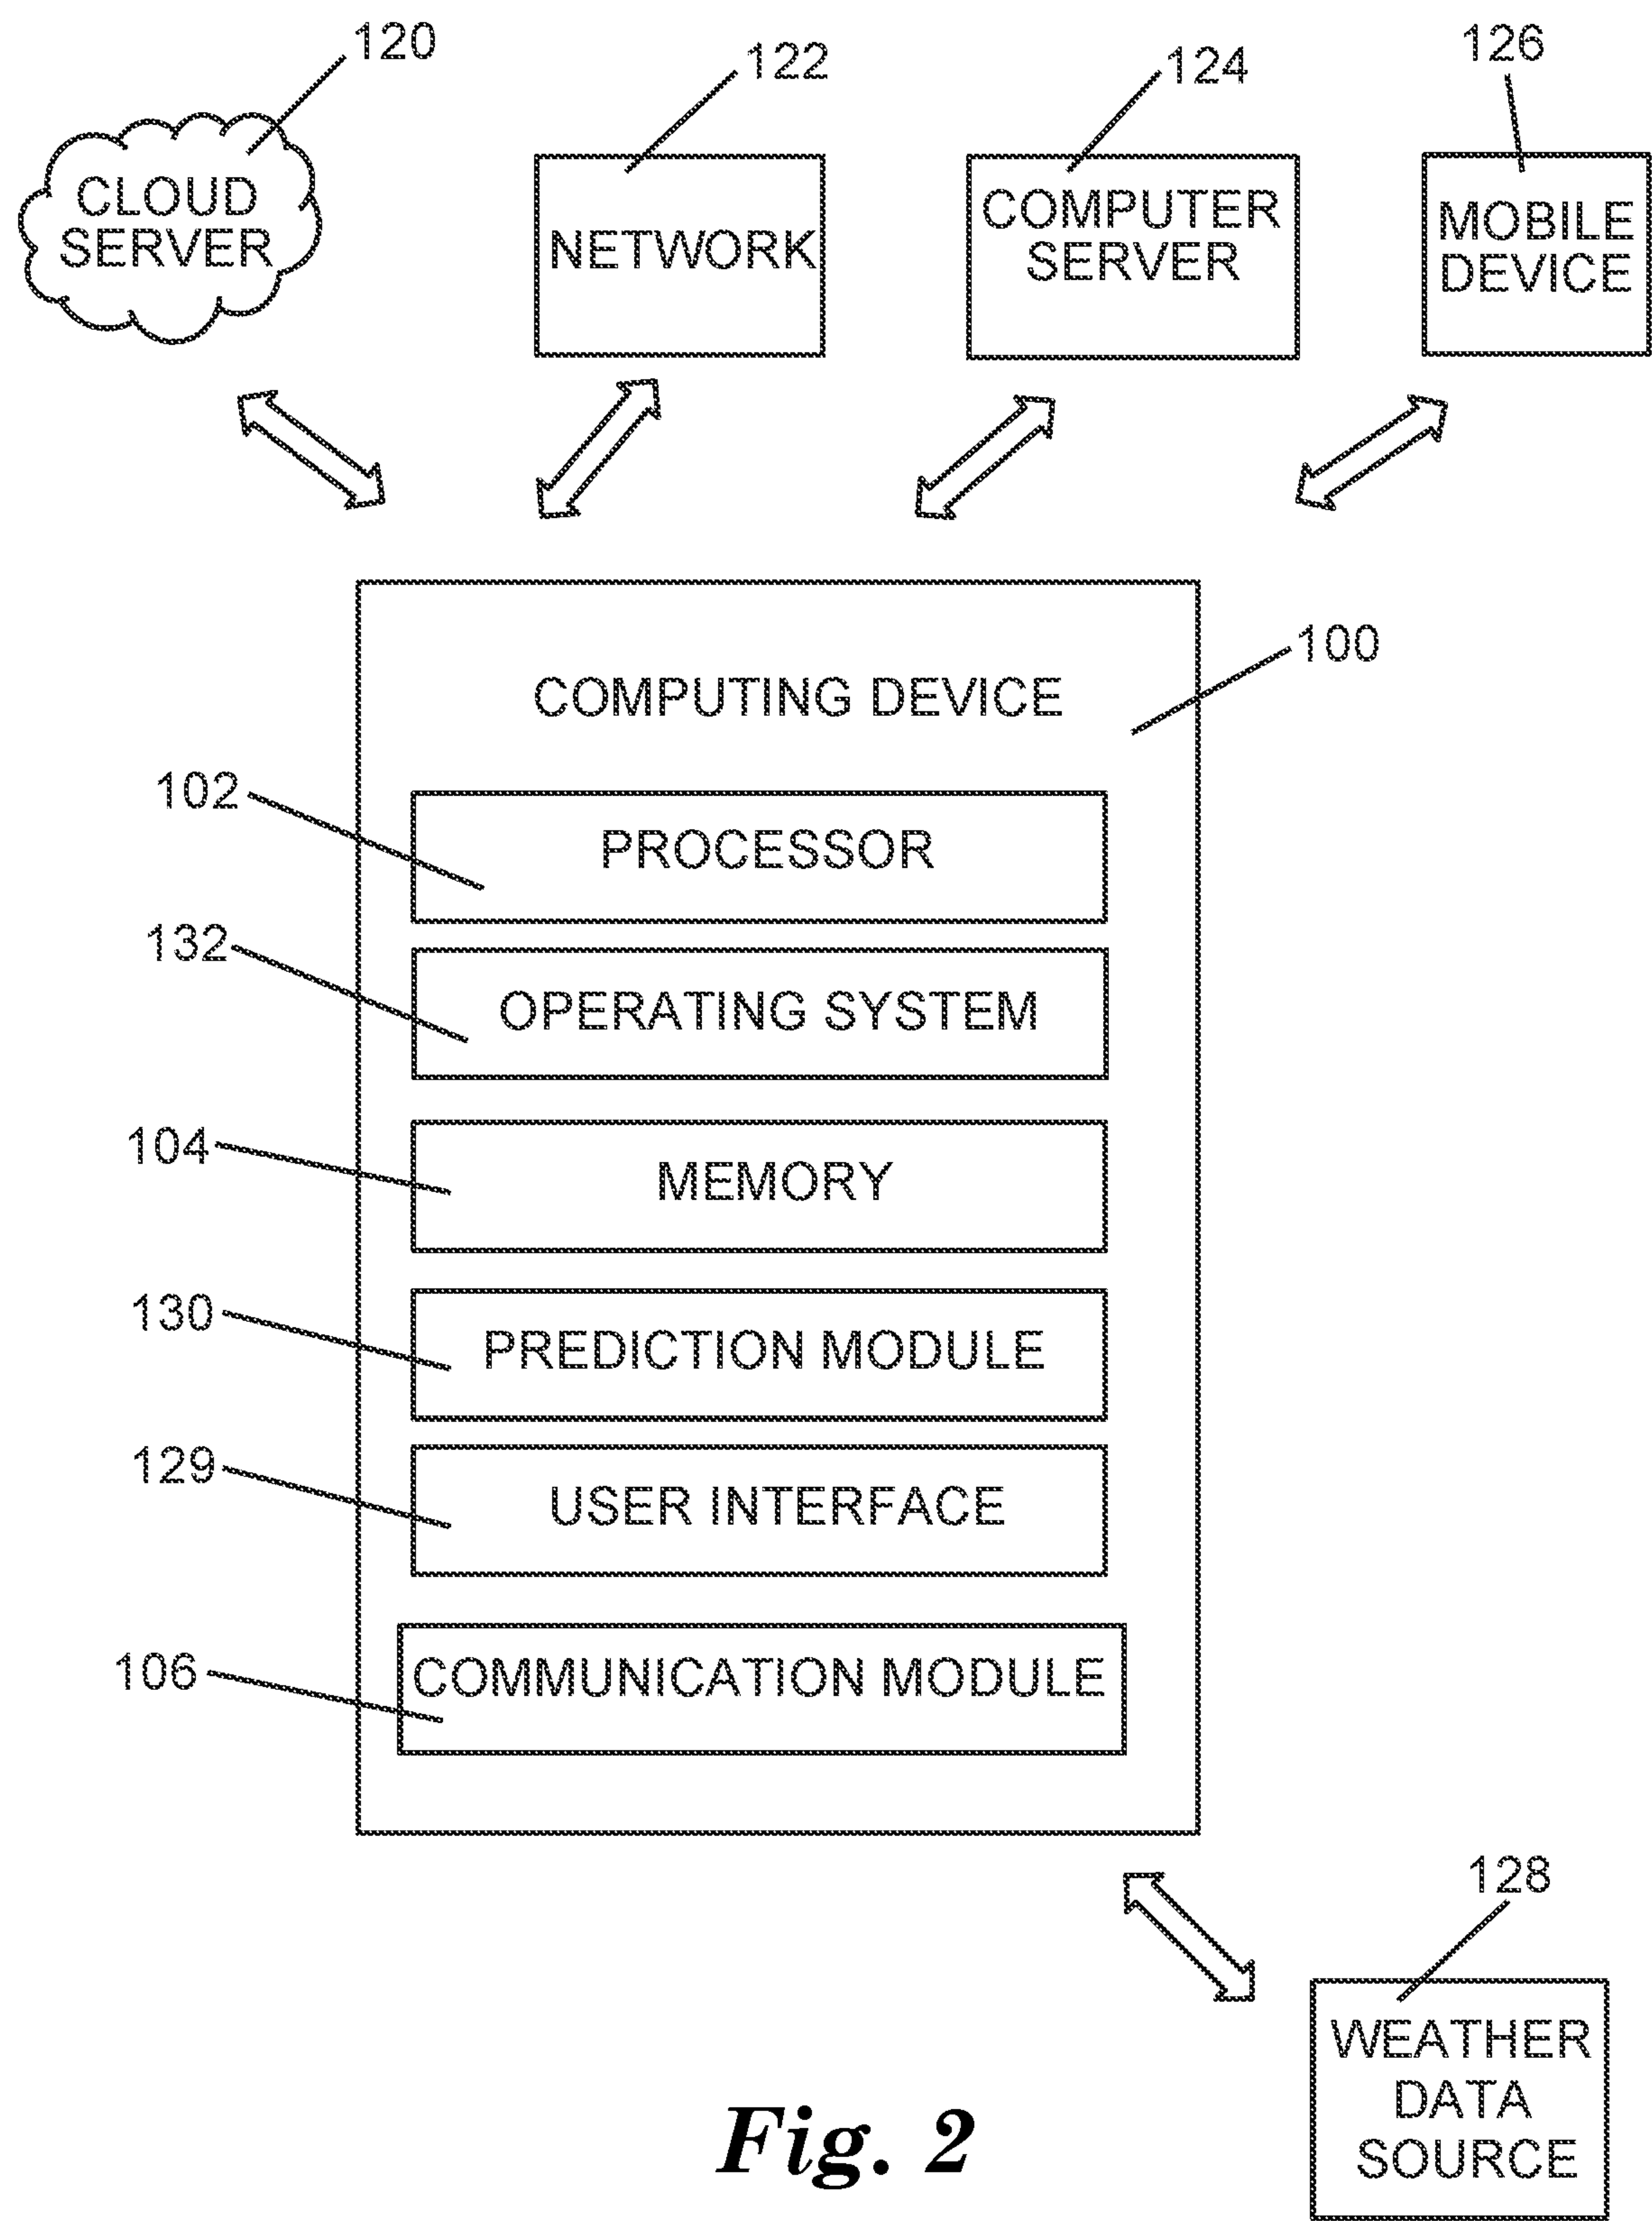 120
122
124
126
CLOUD
SERVER
NETWORK
COMPUTER
SERVER
MOBILE
DEVICE
100
COMPUTING DEVICE
102
PROCESSOR
132
OPERATING SYSTEM
104
MEMORY
130
PREDICTION MODULE
129
USER INTERFACE
106
COMMUNICATION MODULE
128
WEATHER
DATA
SOURCE
Fig. 2